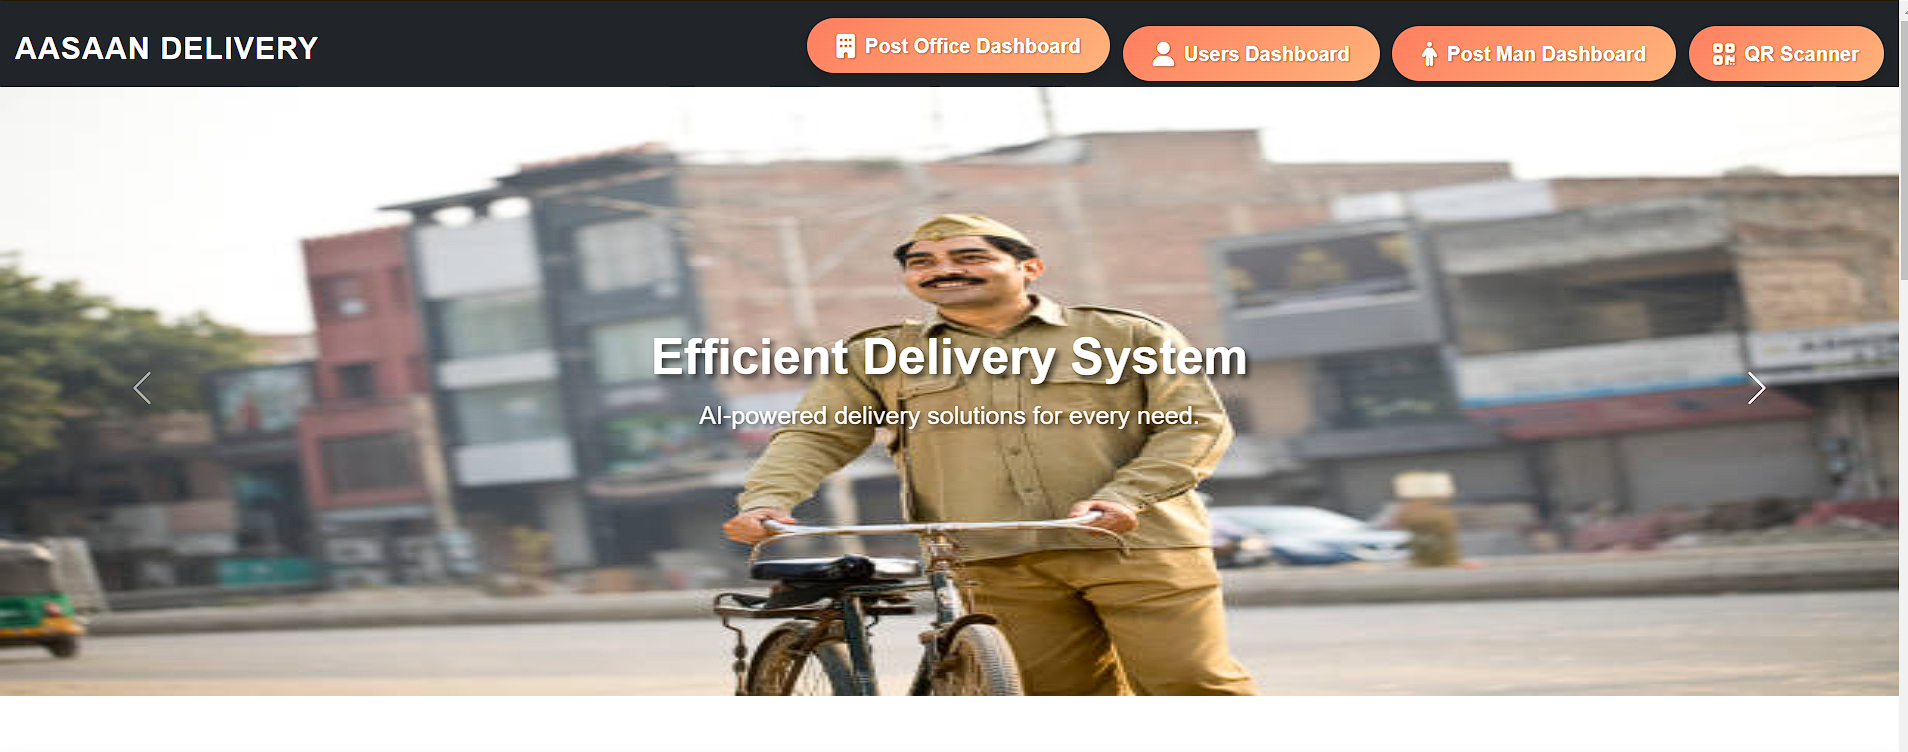 AASAAN DELIVERY
Post Office Dashboard
Users Dashboard
Post Man Dashboard
QR Scanner
Efficient Delivery System
AI-powered delivery solutions for every need.